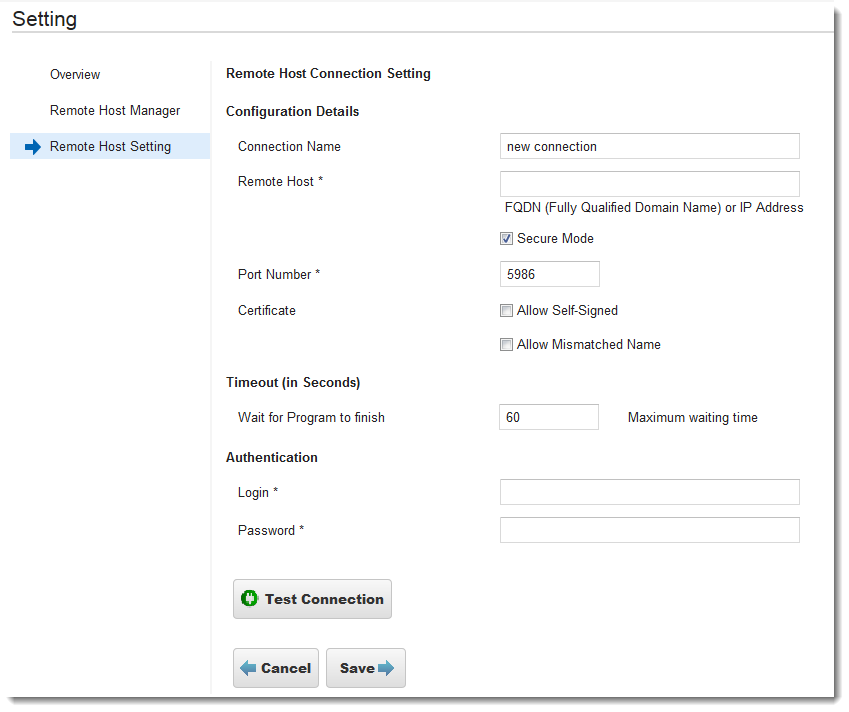 Setting
Overview
Remote Host Manager
Remote Host Setting
Remote Host Connection Setting
Configuration Details
Connection Name new connection
Remote Host *
FQDN (Fully Qualified Domain Name) or IP Address
Secure Mode
Port Number * 5986
Certificate Allow Self-Signed
Allow Mismatched Name
Timeout (in Seconds)
Wait for Program to finish 60 Maximum waiting time
Authentication
Login *
Password *
Test Connection
Cancel Save